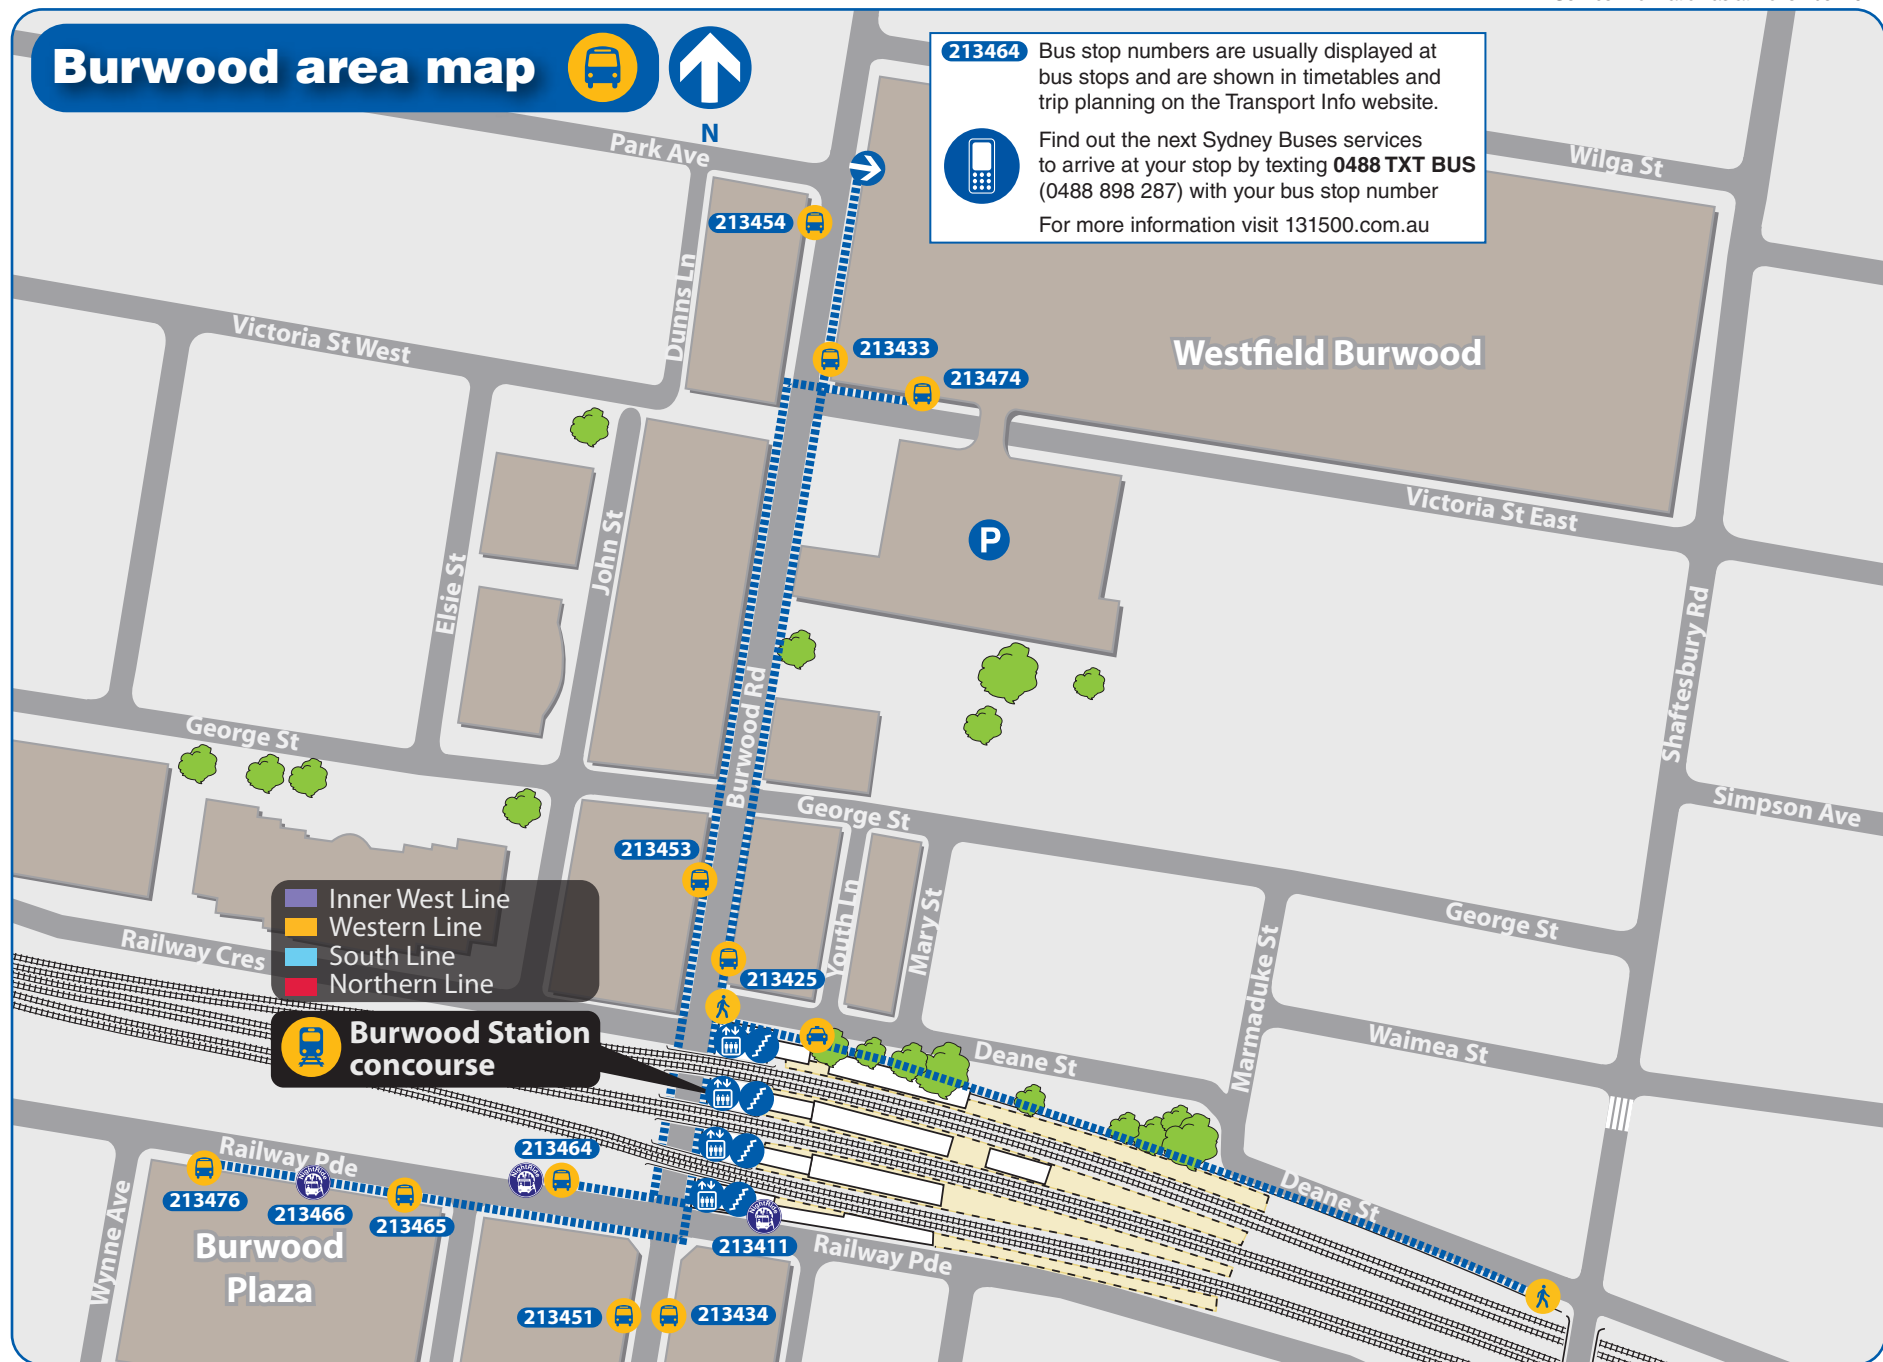 Burwood area map
N
213464 Bus stop numbers are usually displayed at
bus stops and are shown in timetables and
trip planning on the Transport Info website.
Find out the next Sydney Buses services
to arrive at your stop by texting 0488 TXT BUS
(0488 898 287) with your bus stop number
For more information visit 131500.com.au
Park Ave
Wilga St
213454
Dunns Ln
Victoria St West
213433
213474
Westfield Burwood
Victoria St East
P
John St
Elsie St
Burwood Rd
Shaftesbury Rd
George St
George St
Simpson Ave
213453
Inner West Line
Western Line
South Line
Northern Line
Railway Cres
213425
Youth Ln
Mary St
George St
Marmaduke St
Waimea St
Burwood Station
concourse
Deane St
Railway Pde
213464
NightRide
NightRide
213476
213466
213465
Deane St
NightRide
213411
Railway Pde
Wynne Ave
Burwood
Plaza
213451
213434